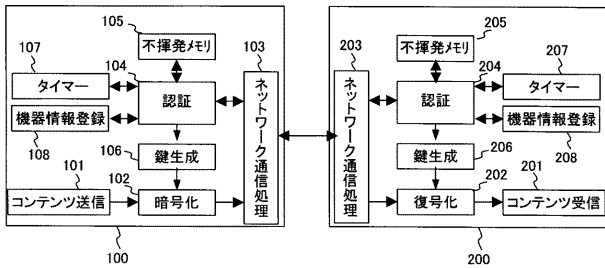 105
不揮発メモリ
107
104
103
タイマー
認証
機器情報登録
108
106
鍵生成
101
102
コンテンツ送信
暗号化
ネットワーク通信処理
100
205
不揮発メモリ
203
204
207
認証
タイマー
機器情報登録
208
鍵生成
206
202
201
復号化
コンテンツ受信
ネットワーク通信処理
200